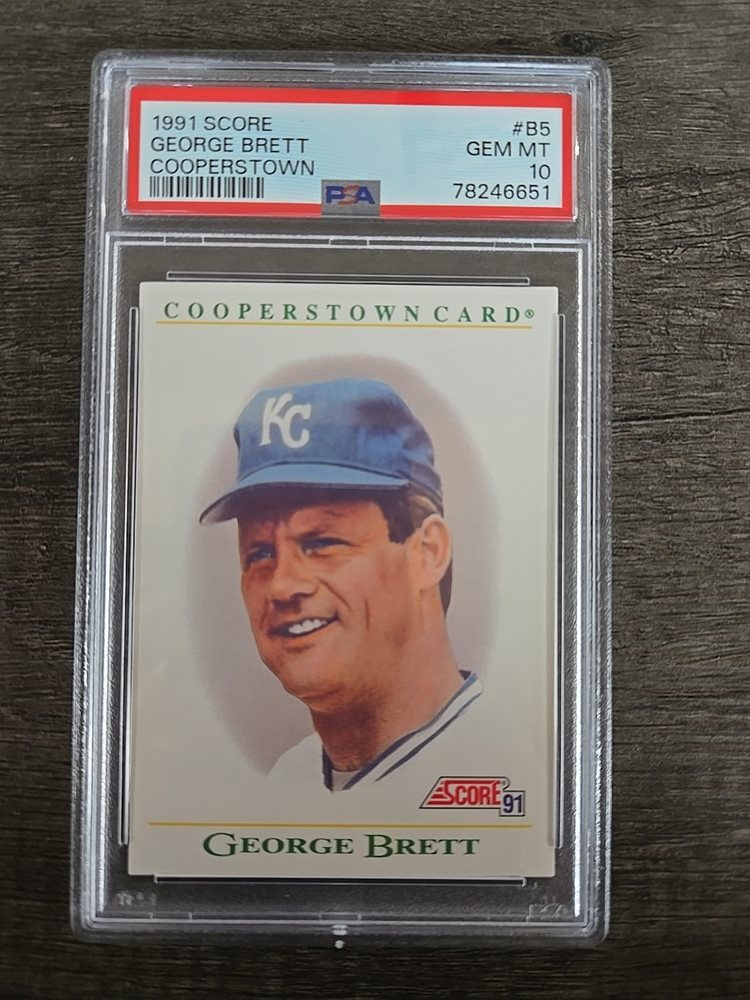 1991 SCORE
GEORGE BRETT
COOPERSTOWN
#B5
GEM MT
10
78246651
PSA
COOPERSTOWN CARD®
KC
SCORE® 91
GEORGE BRETT